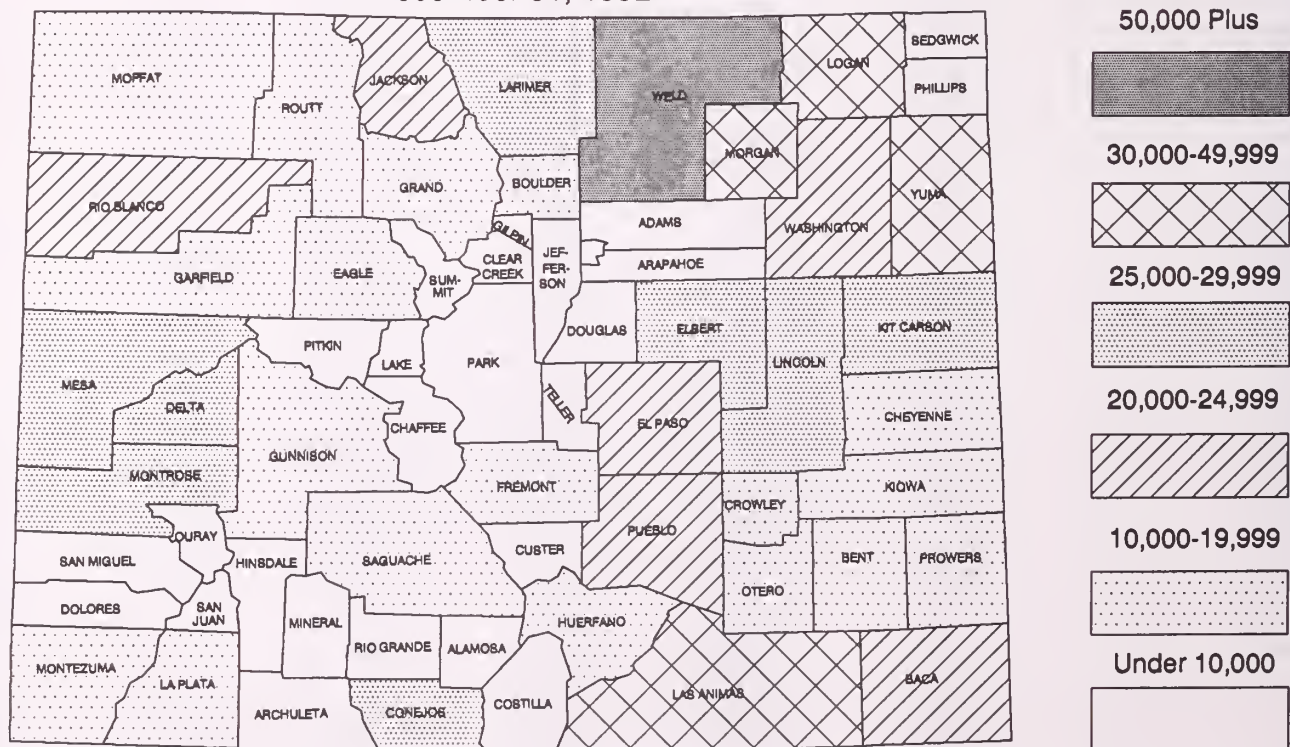 50,000 Plus
30,000-49,999
25,000-29,999
20,000-24,999
10,000-19,999
Under 10,000
MOFFAT
ROUTT
JACKSON
LARIMER
WELD
LOGAN
SEDGWICK
PHILLIPS
MORGAN
YUMA
WASHINGTON
RIO BLANCO
GRAND
BOULDER
GILPIN
CLEAR
CREEK
JEF-
FER-
SON
ADAMS
ARAPAHOE
GARFIELD
EAGLE
SUM-
MIT
DOUGLAS
ELBERT
LINCOLN
KIT CARSON
PITKIN
LAKE
PARK
TELLER
MESA
DELTA
CHAFFEE
EL PASO
CHEYENNE
GUNNISON
MONTROSE
FREMONT
CROWLEY
KIOWA
PUEBLO
OURAY
SAN MIGUEL
HINSDALE
SAGUACHE
CUSTER
OTERO
BENT
PROWERS
DOLORES
SAN
JUAN
MINERAL
RIO GRANDE
ALAMOSA
HUERFANO
MONTEZUMA
LA PLATA
ARCHULETA
CONEJOS
COSTILLA
LAS ANIMAS
BACA